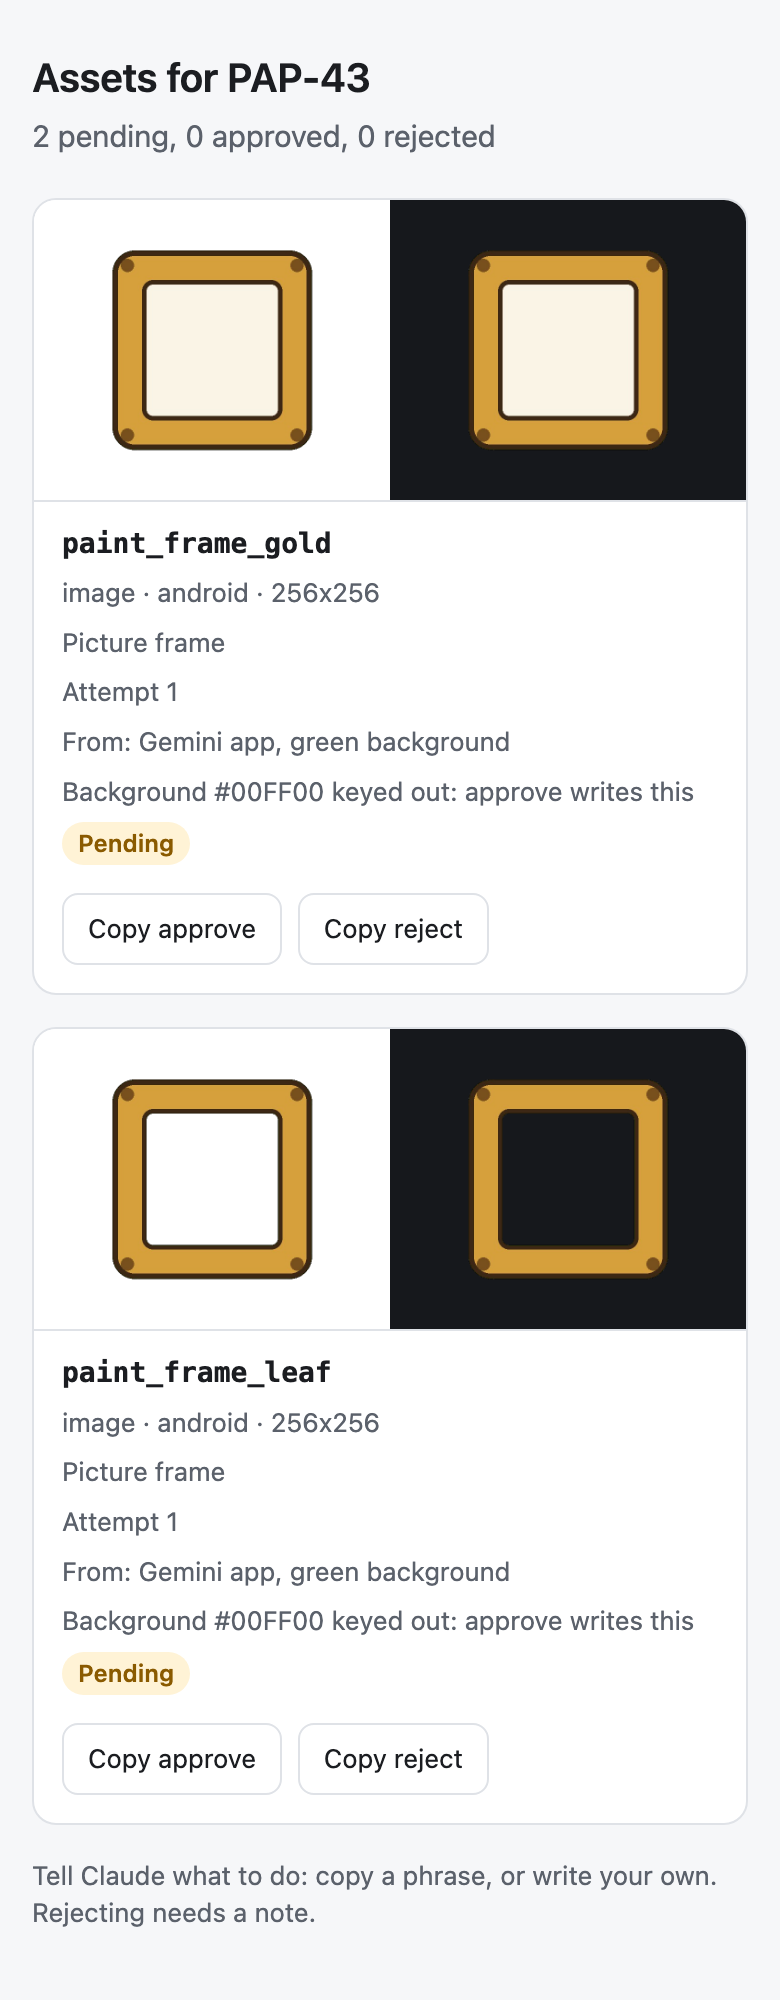 Assets for PAP-43
2 pending, 0 approved, 0 rejected
paint_frame_gold
image · android · 256x256
Picture frame
Attempt 1
From: Gemini app, green background
Background #00FF00 keyed out: approve writes this
Pending
Copy approve
Copy reject
paint_frame_leaf
image · android · 256x256
Picture frame
Attempt 1
From: Gemini app, green background
Background #00FF00 keyed out: approve writes this
Pending
Copy approve
Copy reject
Tell Claude what to do: copy a phrase, or write your own.
Rejecting needs a note.